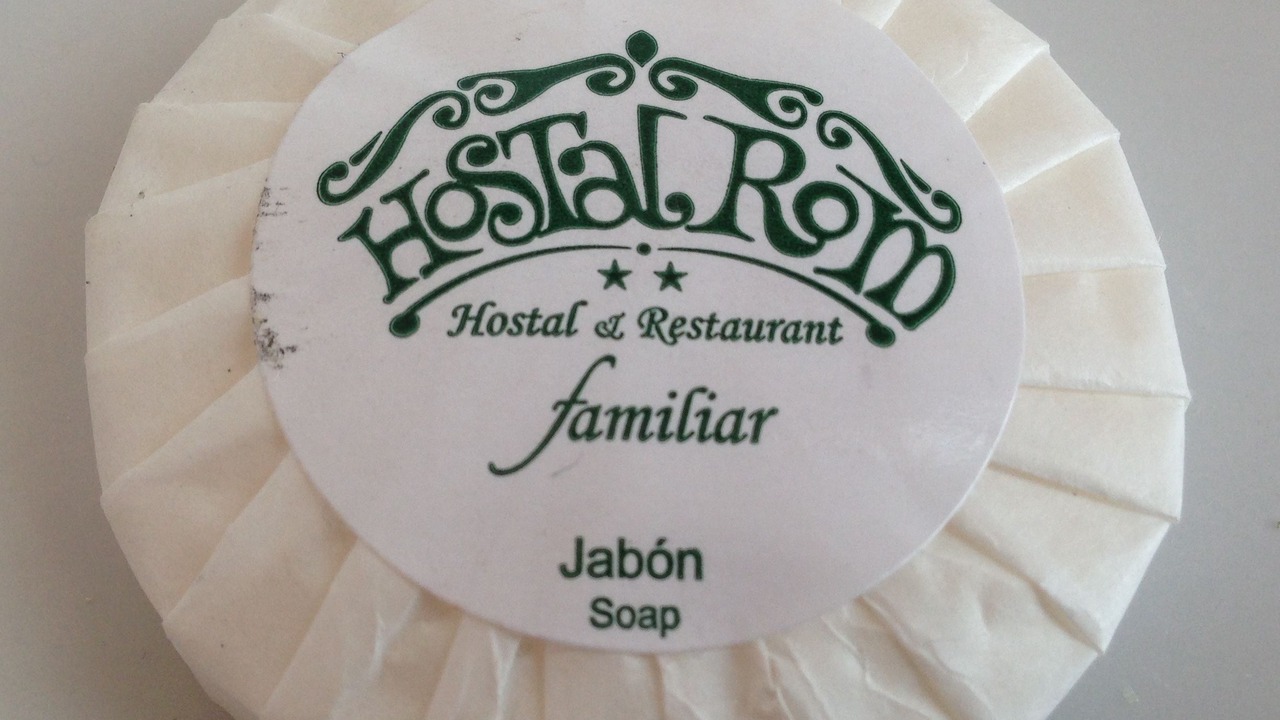 Hostal Rom
Hostal & Restaurant
familiar
Jabón
Soap